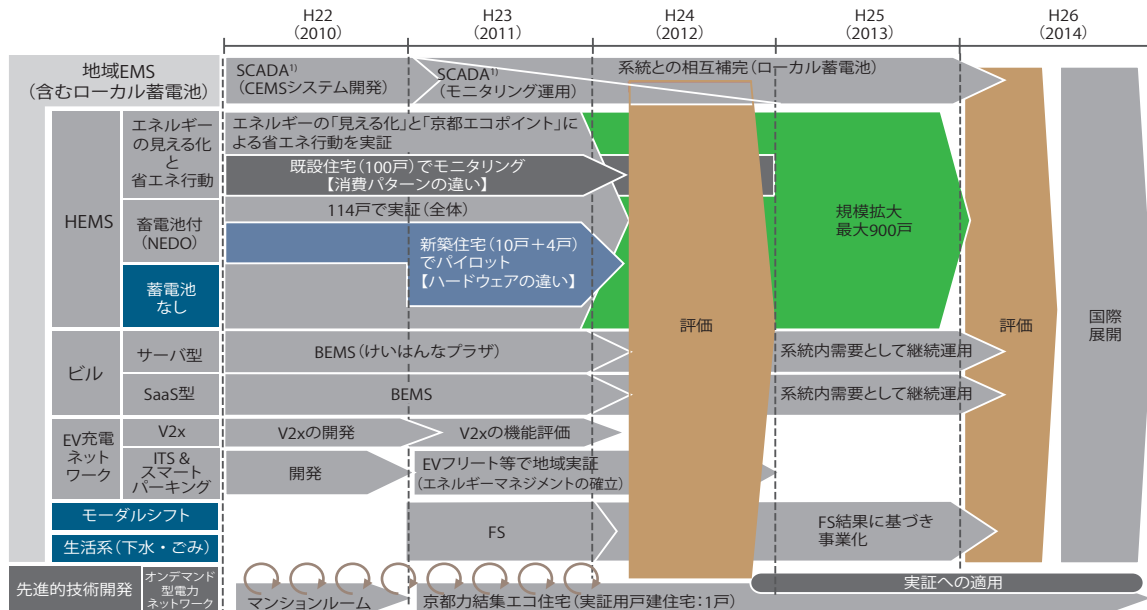 H22
(2010)
H23
(2011)
H24
(2012)
H25
(2013)
H26
(2014)
地域EMS
(含むローカル蓄電池)
SCADA1)
(CEMSシステム開発)
SCADA1)
(モニタリング運用)
系統との相互補完(ローカル蓄電池)
HEMS
エネルギー
の見える化
と
省エネ行動
エネルギーの「見える化」と「京都エコポイント」によ
る省エネ行動を実証
既設住宅(100戸)でモニタリング
【消費パターンの違い】
蓄電池付
(NEDO)
114戸で実証(全体)
新築住宅(10戸+4戸)
でパイロット
【ハードウェアの違い】
蓄電池
なし
規模拡大
最大900戸
評価
評価
国際
展開
ビル
サーバ型
BEMS(けいはんなプラザ)
系統内需要として継続運用
SaaS型
BEMS
系統内需要として継続運用
EV充電
ネット
ワーク
V2x
V2xの開発
V2xの機能評価
ITS &
スマート
パーキング
開発
EVフリート等で地域実証
(エネルギーマネジメントの確立)
モーダルシフト
生活系(下水・ごみ)
FS
FS結果に基づき
事業化
先進的技術開発
オンデマンド
型電力
ネットワーク
マンションルーム
京都力結集エコ住宅(実証用戸建住宅:1戸)
実証への適用